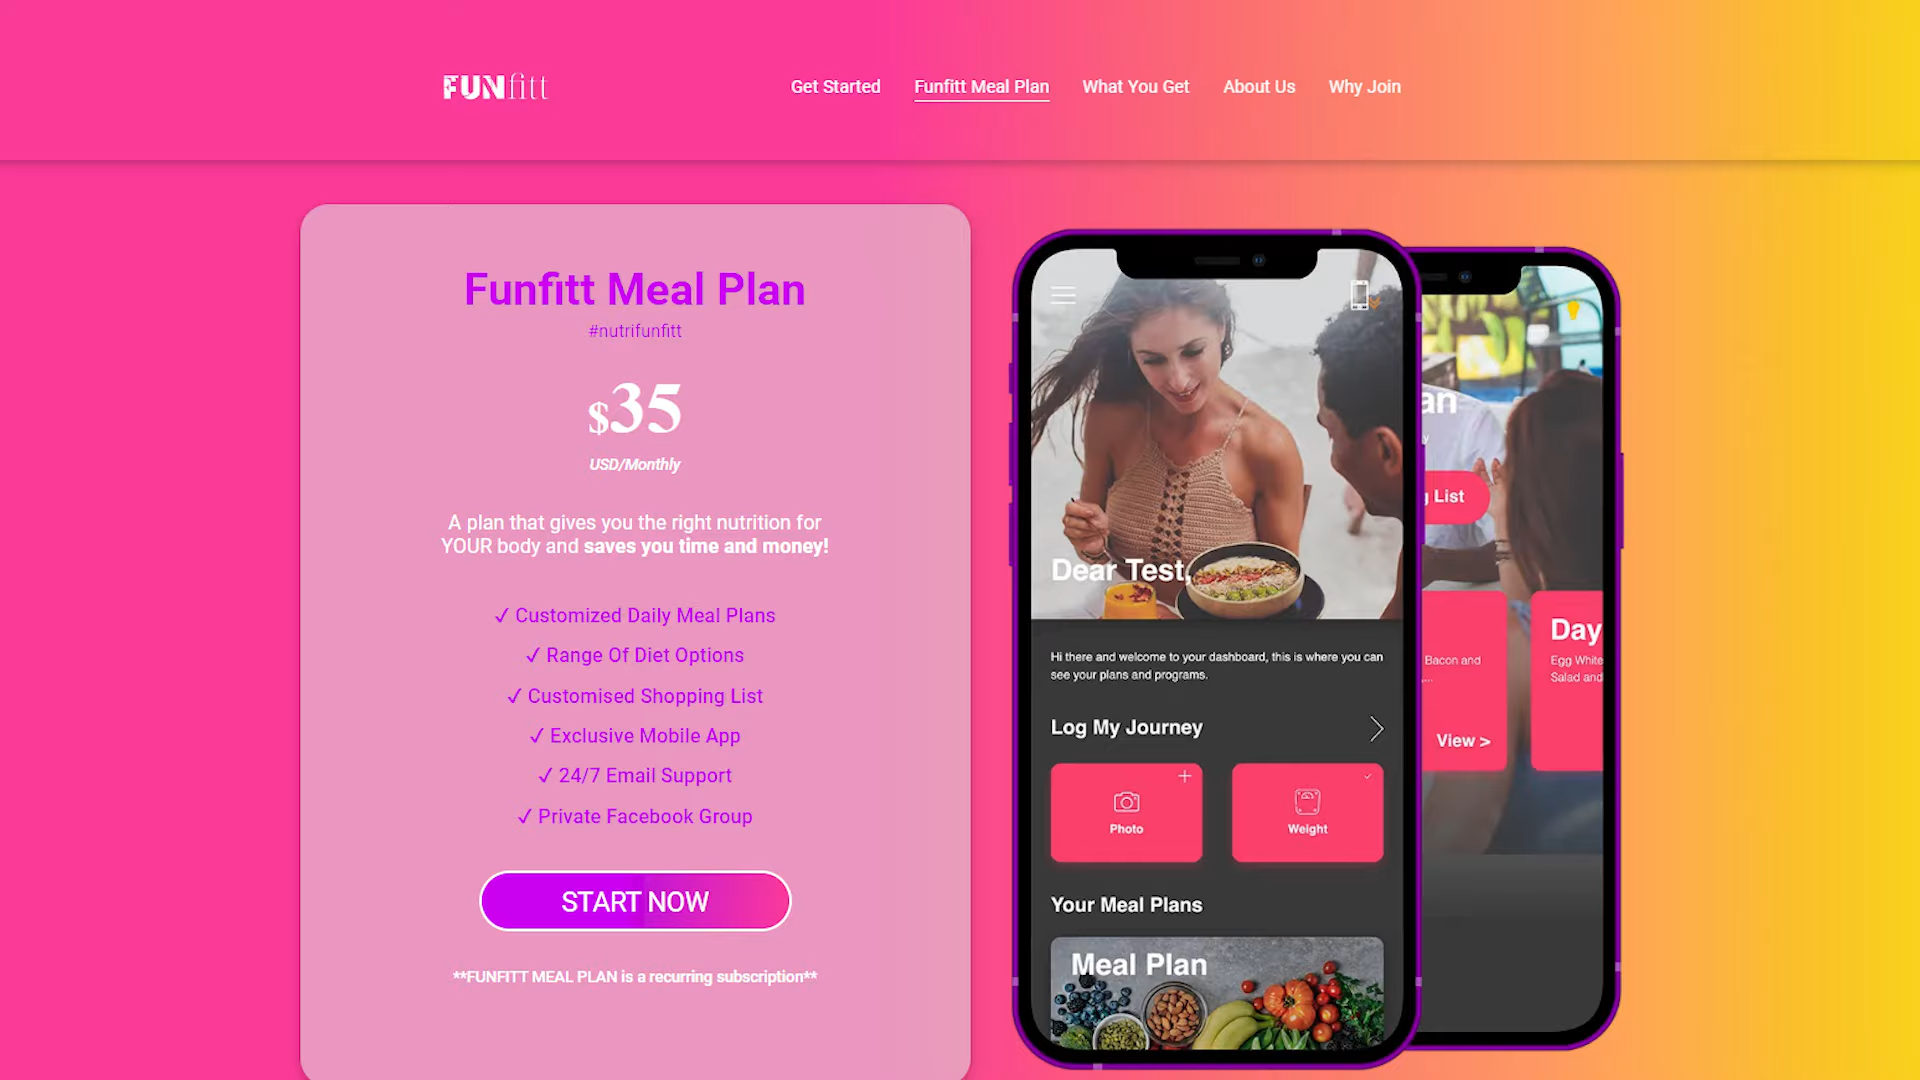 FUNfitt
Get Started
Funfitt Meal Plan
What You Get
About Us
Why Join
Funfitt Meal Plan
#nutrifunfitt
$35
USD/Monthly
A plan that gives you the right nutrition for
YOUR body and saves you time and money!
✓ Customized Daily Meal Plans
✓ Range Of Diet Options
✓ Customised Shopping List
✓ Exclusive Mobile App
✓ 24/7 Email Support
✓ Private Facebook Group
START NOW
**FUNFITT MEAL PLAN is a recurring subscription**
Dear Test,
Hi there and welcome to your dashboard, this is where you can
see your plans and programs.
Log My Journey
Photo
Weight
Your Meal Plans
Meal Plan
an
y
g List
Bacon and
...
View >
Day
Egg White
Salad and